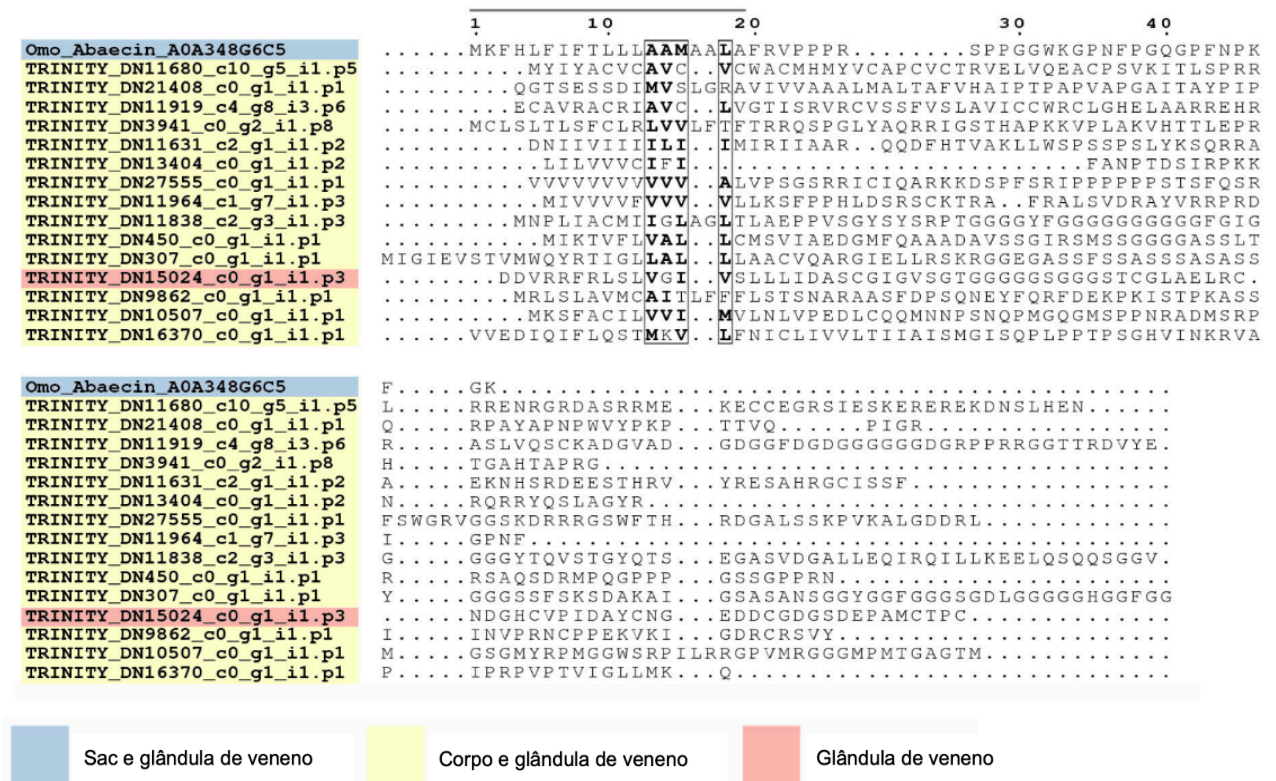 1 10 20 30 40
Omo_Abaecin_A0A348G6C5 ......MKFHLFIFTLLLAAMAALAFRVPPPPR........SPPGGWKGPNFPGQGPFNPK
TRINITY_DN11680_c10_g5_i1.p5 ..........MYIYACVCAVC..VCWACMHMYVCAPCVCTRVELVQEACPSVKITLSPRR
TRINITY_DN21408_c0_g1_i1.p1 .........QGTSESSDIMVSLGRAVIVVAAALMALTAFVHAIPTPAPVAPGAITAYPIP
TRINITY_DN11919_c4_g8_i3.p6 .........ECAVRACRIAVC..LVGTISRVRCVSSFVSLAVICCWRCLGHELAARREHR
TRINITY_DN3941_c0_g2_i1.p8 ......MCLSLTLSFCLRLVVLFTFTRRQSPGLYAQRRIGSTHAPKKVPLAKVHTTLEPR
TRINITY_DN11631_c2_g1_i1.p2 .........DNIIVIIIILI..IMIRIIAAR..QQDFHTVAKLLWSPSSPSLYKSQRRA
TRINITY_DN13404_c0_g1_i1.p2 ...........LILVVVCIFI.........................FANPTDSIRPKK
TRINITY_DN27555_c0_g1_i1.p1 ..........VVVVVVVVVVV..ALVPSGSRRICIQARKKDSPFSRIPPPPPPPSTSFQSR
TRINITY_DN11964_c1_g7_i1.p3 ...........MIVVVVFVVV..VLLKSFPPHLDSRSCKTRA..FRALSVDRAYVRRPRD
TRINITY_DN11838_c2_g3_i1.p3 .........MNPLIACMIIGLAGLTLAEPPVSGYSYSRPTGGGGYFGGGGGGGGGGFGIG
TRINITY_DN450_c0_g1_i1.p1 ...........MIKTVFLVAL..LCMSVIAEDGMFQAAADAVSSGIRSMSSGGGGASSLT
TRINITY_DN307_c0_g1_i1.p1 MIGIEVSTVMWQYRTIGLLAL..LLAACVQARGIELLRSKRGGEGASSFSSASSSASASS
TRINITY_DN15024_c0_g1_i1.p3 ........DDVRRFRLSLVGI..VSLLLIDASCGIGVSGTGGGGGGSGGGSTCGLAELRC.
TRINITY_DN9862_c0_g1_i1.p1 .........MRLSLAVMCAITLFFFLSTSNARAASFDPSQNEYFQRFDEKPKISTPKASS
TRINITY_DN10507_c0_g1_i1.p1 ..........MKSFACILVVI..MVLNLVPEDLCQQMNNPSNQPMGQGMSPPNRADMSRP
TRINITY_DN16370_c0_g1_i1.p1 .....VVEDIQIFLQSTMKV..LFNICLIVVLTIIIAISMGISQPLPPTPSGHVINKRVA
Omo_Abaecin_A0A348G6C5 F.....GK..............................................
TRINITY_DN11680_c10_g5_i1.p5 L.....RRENRGRDASRRME...KECCEGRSIESKEREREKDNSLHEN......
TRINITY_DN21408_c0_g1_i1.p1 Q.....RPAYAPNPWVYPKP...TTVQ......PIGR.................
TRINITY_DN11919_c4_g8_i3.p6 R.....ASLVQSCKADGVAD...GDGGFDGDGGGGGGDGRPPRRGGTTRDVYE.
TRINITY_DN3941_c0_g2_i1.p8 H.....TGAHTAPRG.......................................
TRINITY_DN11631_c2_g1_i1.p2 A.....EKNHSRDEESTHRV...YRESAHRGCISSF..................
TRINITY_DN13404_c0_g1_i1.p2 N.....RQRRYQSLAGYR....................................
TRINITY_DN27555_c0_g1_i1.p1 FSWGRVGGSKDRRRGSWFTH...RDGALSSKPVKALGDDRL.............
TRINITY_DN11964_c1_g7_i1.p3 I.....GPNF............................................
TRINITY_DN11838_c2_g3_i1.p3 G.....GGGYTQVSTGYQTS...EGASVDGALLEQIRQILLKEELQSQQSGGV.
TRINITY_DN450_c0_g1_i1.p1 R.....RSAQSDRMPQGPPP...GSSGPPRN.......................
TRINITY_DN307_c0_g1_i1.p1 Y.....GGGSSFSKSDAKAI...GSASANSGGYGGFGGGSGDLGGGGGHGGFGG
TRINITY_DN15024_c0_g1_i1.p3 ......NDGHCVPIDAYCNG...EDDCGDGSDEPAMCTPC..............
TRINITY_DN9862_c0_g1_i1.p1 I.....INVPRNCPPEKVKI...GDRCRSVY.......................
TRINITY_DN10507_c0_g1_i1.p1 M.....GSGMYRPMGGWSRPILRRGPVMRGGGMPMTGAGTM.............
TRINITY_DN16370_c0_g1_i1.p1 P.....IPRPVPTVIGLLMK...Q..............................
Sac e glândula de veneno Corpo e glândula de veneno Glândula de veneno